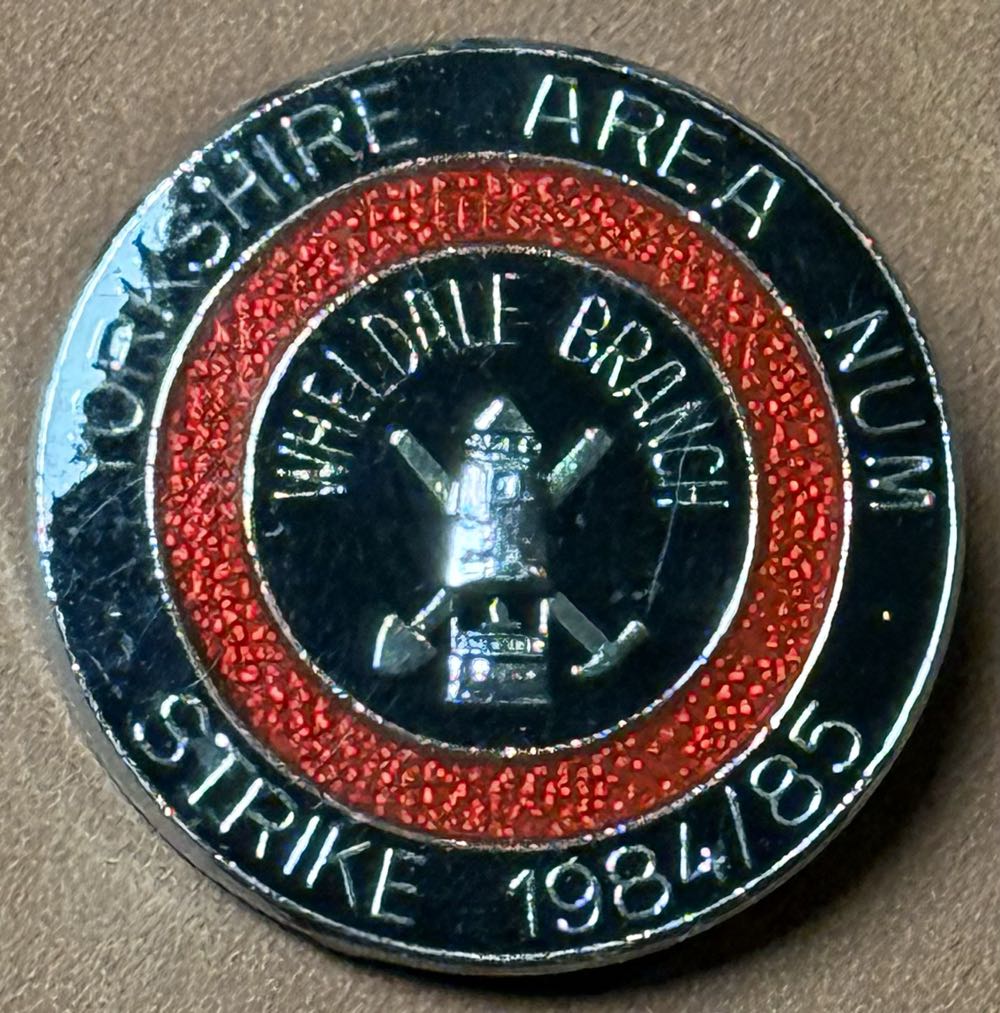 YORKSHIRE AREA NUM
WHELDALE BRANCH
STRIKE 1984/85